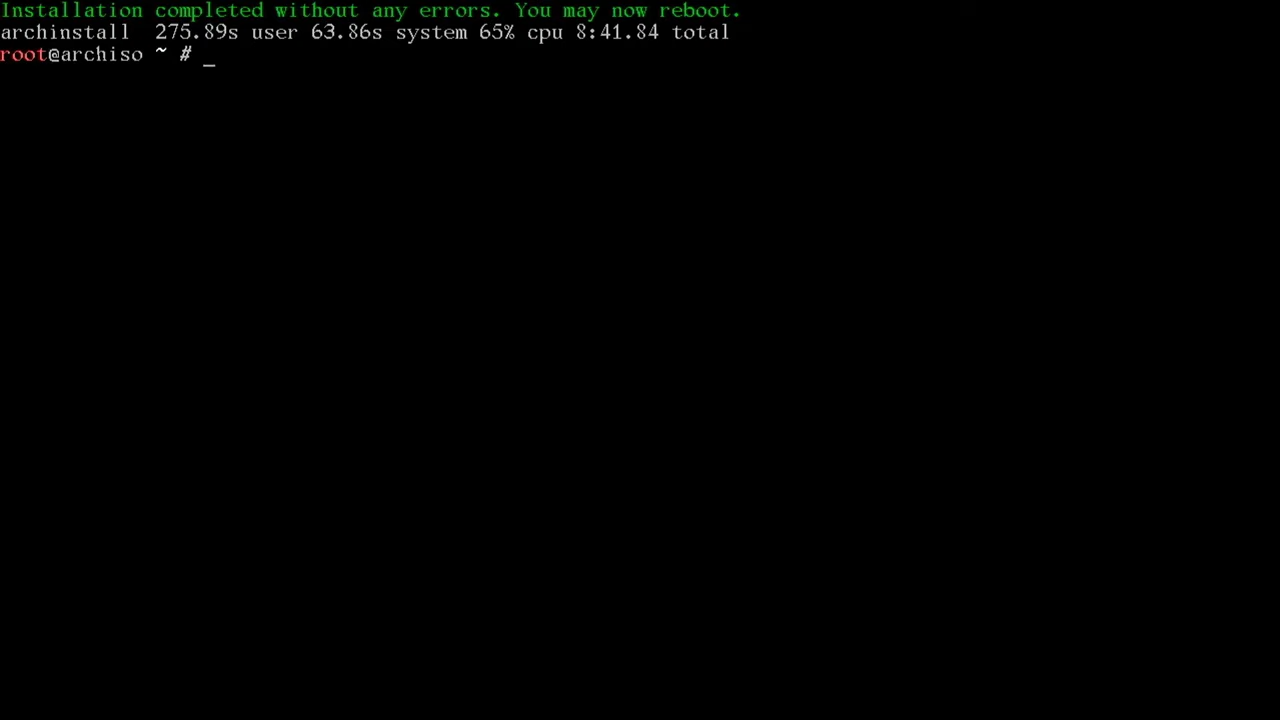 Installation completed without any errors. You may now reboot.
archinstall  275.89s user 63.86s system 65% cpu 8:41.84 total
root@archiso ~ # _